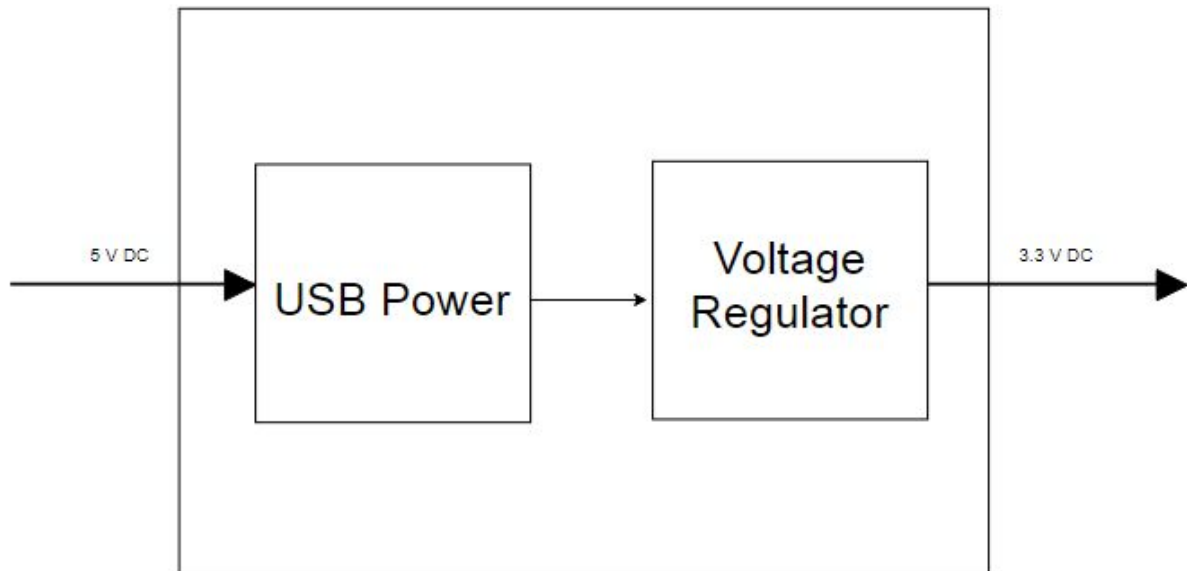 5 V DC
USB Power
Voltage
Regulator
3.3 V DC